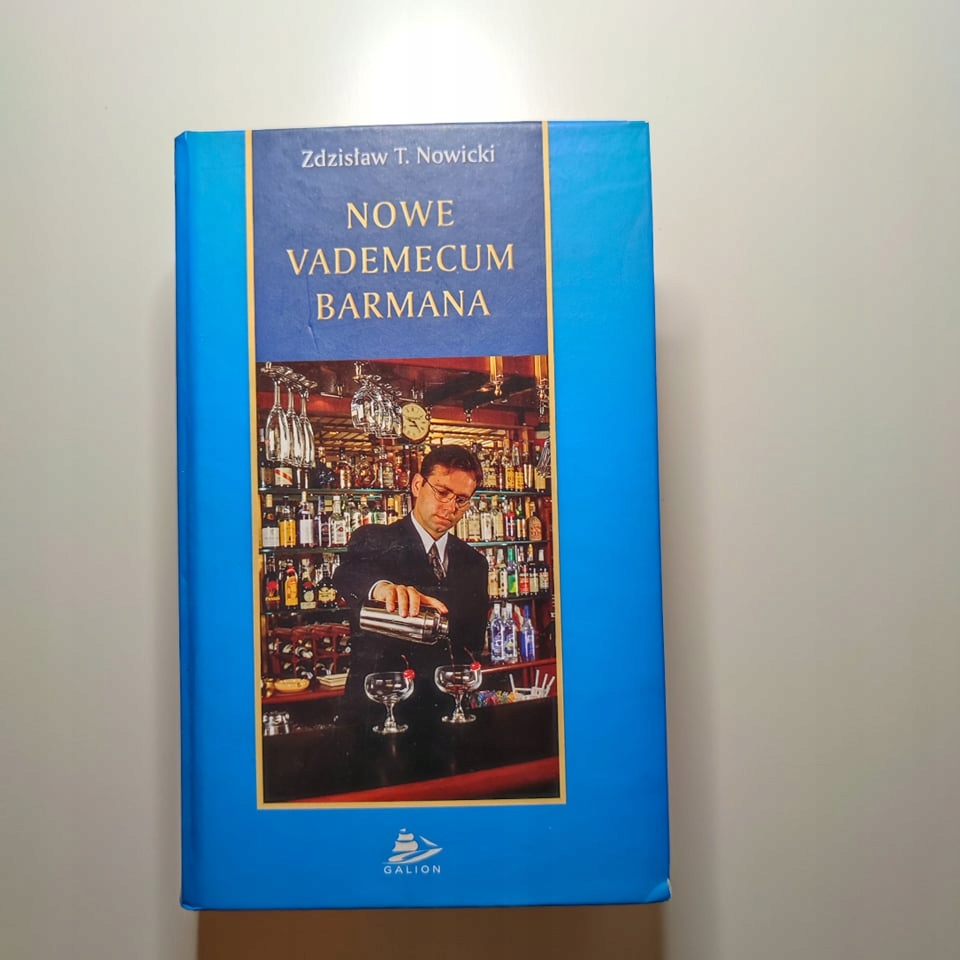 Zdzisław T. Nowicki
NOWE
VADEMECUM
BARMANA
GALION